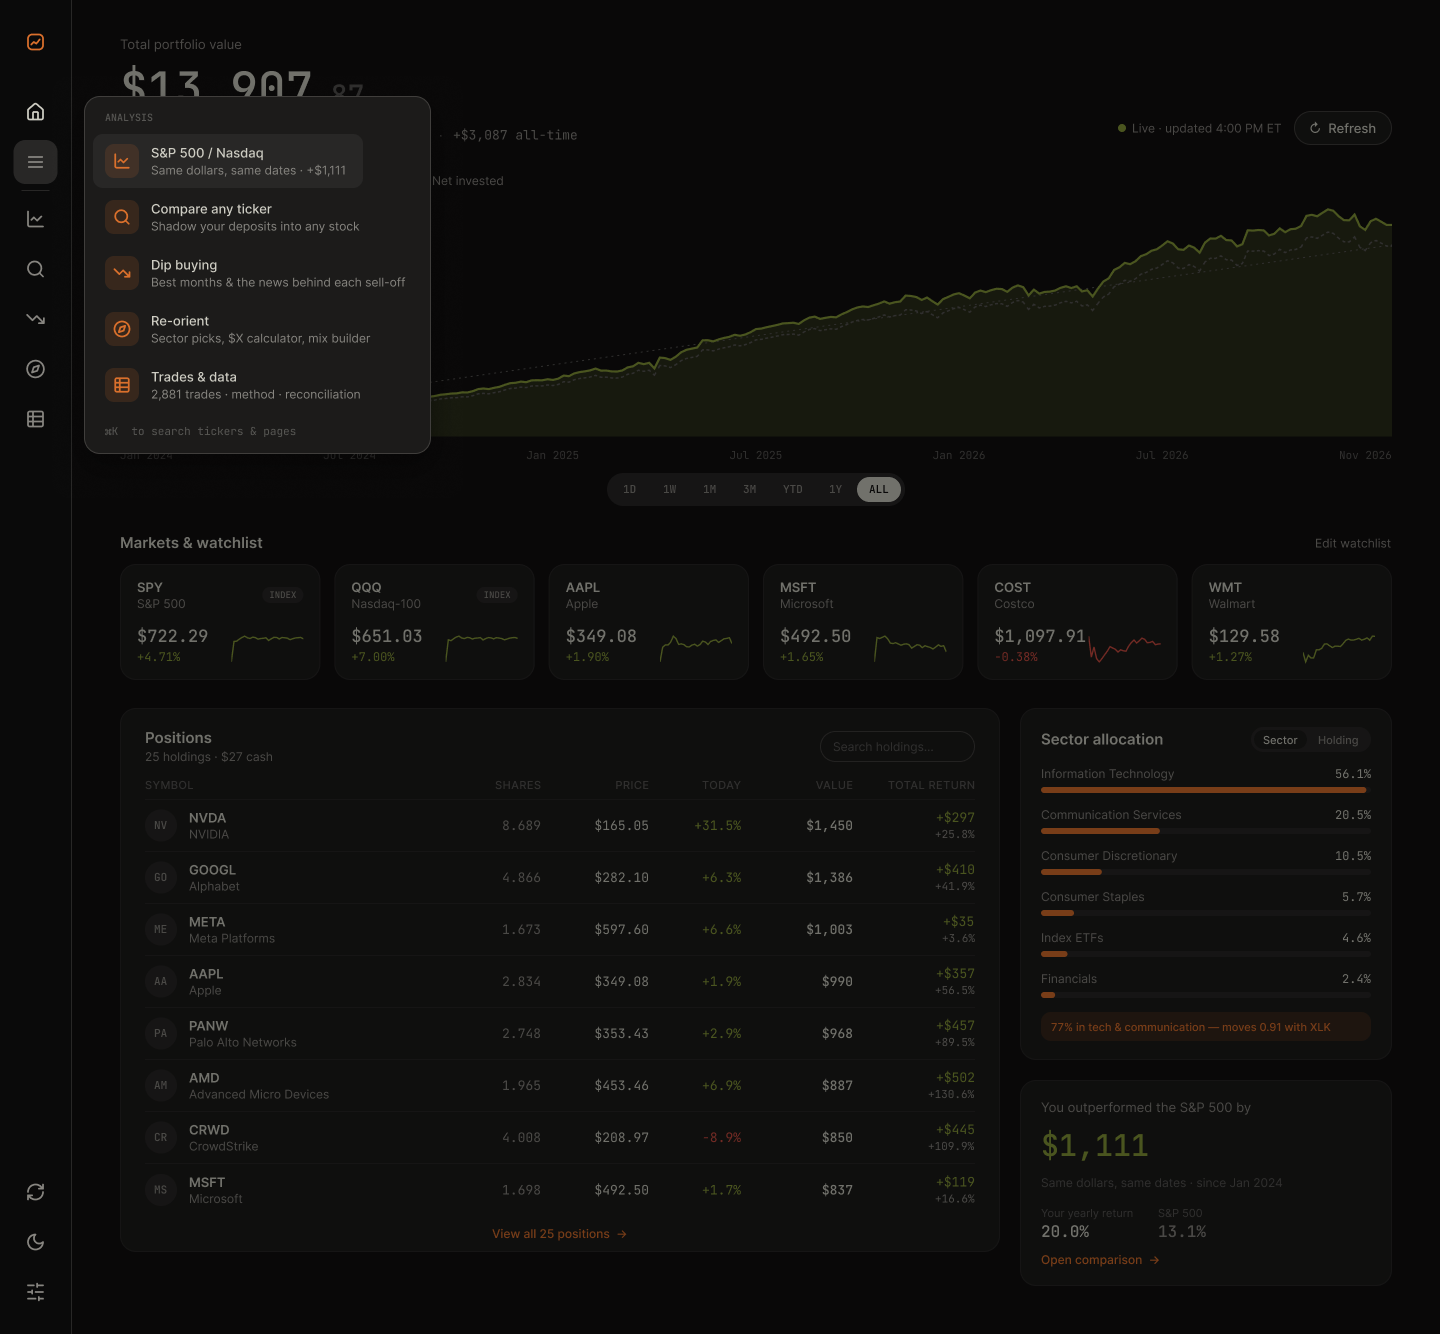 Total portfolio value
$13,907.87
· +$3,087 all-time
Live · updated 4:00 PM ET
Refresh
Net invested
ANALYSIS
S&P 500 / Nasdaq
Same dollars, same dates · +$1,111
Compare any ticker
Shadow your deposits into any stock
Dip buying
Best months & the news behind each sell-off
Re-orient
Sector picks, $X calculator, mix builder
Trades & data
2,881 trades · method · reconciliation
⌘K to search tickers & pages
Jan 2024 Jul 2024 Jan 2025 Jul 2025 Jan 2026 Jul 2026 Nov 2026
1D 1W 1M 3M YTD 1Y ALL
Markets & watchlist
Edit watchlist
SPY
S&P 500
INDEX
$722.29
+4.71%
QQQ
Nasdaq-100
INDEX
$651.03
+7.00%
AAPL
Apple
$349.08
+1.90%
MSFT
Microsoft
$492.50
+1.65%
COST
Costco
$1,097.91
-0.38%
WMT
Walmart
$129.58
+1.27%
Positions
25 holdings · $27 cash
Search holdings...
SYMBOL SHARES PRICE TODAY VALUE TOTAL RETURN
NV NVDA NVIDIA 8.689 $165.05 +31.5% $1,450 +$297 +25.8%
GO GOOGL Alphabet 4.866 $282.10 +6.3% $1,386 +$410 +41.9%
ME META Meta Platforms 1.673 $597.60 +6.6% $1,003 +$35 +3.6%
AA AAPL Apple 2.834 $349.08 +1.9% $990 +$357 +56.5%
PA PANW Palo Alto Networks 2.748 $353.43 +2.9% $968 +$457 +89.5%
AM AMD Advanced Micro Devices 1.965 $453.46 +6.9% $887 +$502 +130.6%
CR CRWD CrowdStrike 4.008 $208.97 -8.9% $850 +$445 +109.9%
MS MSFT Microsoft 1.698 $492.50 +1.7% $837 +$119 +16.6%
View all 25 positions →
Sector allocation
Sector Holding
Information Technology 56.1%
Communication Services 20.5%
Consumer Discretionary 10.5%
Consumer Staples 5.7%
Index ETFs 4.6%
Financials 2.4%
77% in tech & communication — moves 0.91 with XLK
You outperformed the S&P 500 by
$1,111
Same dollars, same dates · since Jan 2024
Your yearly return S&P 500
20.0% 13.1%
Open comparison →